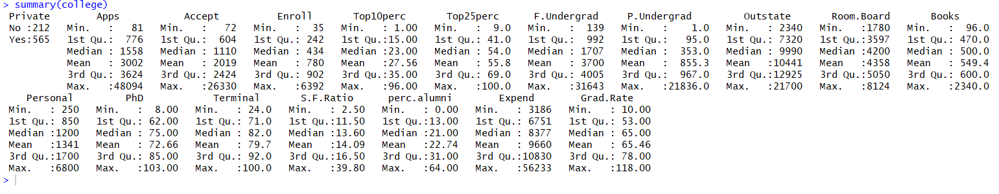 > summary(college)
Private Apps Accept Enroll Top10perc Top25perc F.Undergrad P.Undergrad Outstate Room.Board Books
No :212 Min. : 81 Min. : 72 Min. : 35 Min. : 1.00 Min. : 9.0 Min. : 139 Min. : 1.0 Min. : 2340 Min. :1780 Min. : 96.0
Yes:565 1st Qu.: 776 1st Qu.: 604 1st Qu.: 242 1st Qu.:15.00 1st Qu.: 41.0 1st Qu.: 992 1st Qu.: 95.0 1st Qu.: 7320 1st Qu.:3597 1st Qu.: 470.0
Median : 1558 Median : 1110 Median : 434 Median :23.00 Median : 54.0 Median : 1707 Median : 353.0 Median : 9990 Median :4200 Median : 500.0
Mean : 3002 Mean : 2019 Mean : 780 Mean :27.56 Mean : 55.8 Mean : 3700 Mean : 855.3 Mean :10441 Mean :4358 Mean : 549.4
3rd Qu.: 3624 3rd Qu.: 2424 3rd Qu.: 902 3rd Qu.:35.00 3rd Qu.: 69.0 3rd Qu.: 4005 3rd Qu.: 967.0 3rd Qu.:12925 3rd Qu.:5050 3rd Qu.: 600.0
Max. :48094 Max. :26330 Max. :6392 Max. :96.00 Max. :100.0 Max. :31643 Max. :21836.0 Max. :21700 Max. :8124 Max. :2340.0
Personal PhD Terminal S.F.Ratio perc.alumni Expend Grad.Rate
Min. : 250 Min. : 8.00 Min. : 24.0 Min. : 2.50 Min. : 0.00 Min. : 3186 Min. : 10.00
1st Qu.: 850 1st Qu.: 62.00 1st Qu.: 71.0 1st Qu.:11.50 1st Qu.:13.00 1st Qu.: 6751 1st Qu.: 53.00
Median :1200 Median : 75.00 Median : 82.0 Median :13.60 Median :21.00 Median : 8377 Median : 65.00
Mean :1341 Mean : 72.66 Mean : 79.7 Mean :14.09 Mean :22.74 Mean : 9660 Mean : 65.46
3rd Qu.:1700 3rd Qu.: 85.00 3rd Qu.: 92.0 3rd Qu.:16.50 3rd Qu.:31.00 3rd Qu.:10830 3rd Qu.: 78.00
Max. :6800 Max. :103.00 Max. :100.0 Max. :39.80 Max. :64.00 Max. :56233 Max. :118.00
>